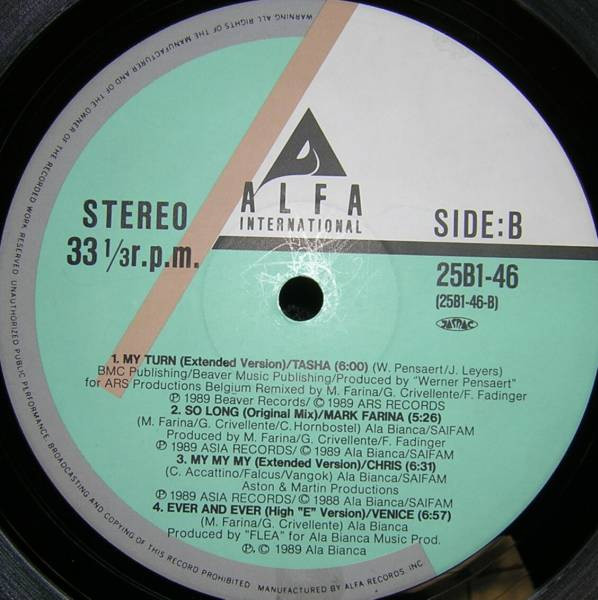 WARNING. ALL RIGHTS OF THE MANUFACTURER AND OF THE OWNER OF THE RECORDED WORK RESERVED. UNAUTHORIZED PUBLIC PERFORMANCE, BROADCASTING AND COPYING OF THIS RECORD PROHIBITED.
MANUFACTURED BY ALFA RECORDS, INC.
ALFA
INTERNATIONAL
STEREO
33 1/3 r.p.m.
SIDE:B
25B1-46
(25B1-46-B)
JASRAC
1. MY TURN (Extended Version)/TASHA (6:00) (W. Pensaert/J. Leyers)
BMC Publishing/Beaver Music Publishing/Produced by "Werner Pensaert"
for ARS Productions Belgium Remixed by M. Farina/G. Crivellente/F. Fadinger
℗ 1989 Beaver Records/ © 1989 ARS RECORDS
2. SO LONG (Original Mix)/MARK FARINA (5:26)
(M. Farina/G. Crivellente/C. Hornbostel) Ala Bianca/SAIFAM
Produced by M. Farina/G. Crivellente/F. Fadinger
℗ 1989 ASIA RECORDS/ © 1989 Ala Bianca/SAIFAM
3. MY MY MY (Extended Version)/CHRIS (6:31)
(C. Accattino/Falcus/Vangok) Ala Bianca/SAIFAM
Aston & Martin Productions
℗ 1989 ASIA RECORDS/ © 1988 Ala Bianca/SAIFAM
4. EVER AND EVER (High "E" Version)/VENICE (6:57)
(M. Farina/G. Crivellente) Ala Bianca
Produced by "FLEA" for Ala Bianca Music Prod.
℗. © 1989 Ala Bianca